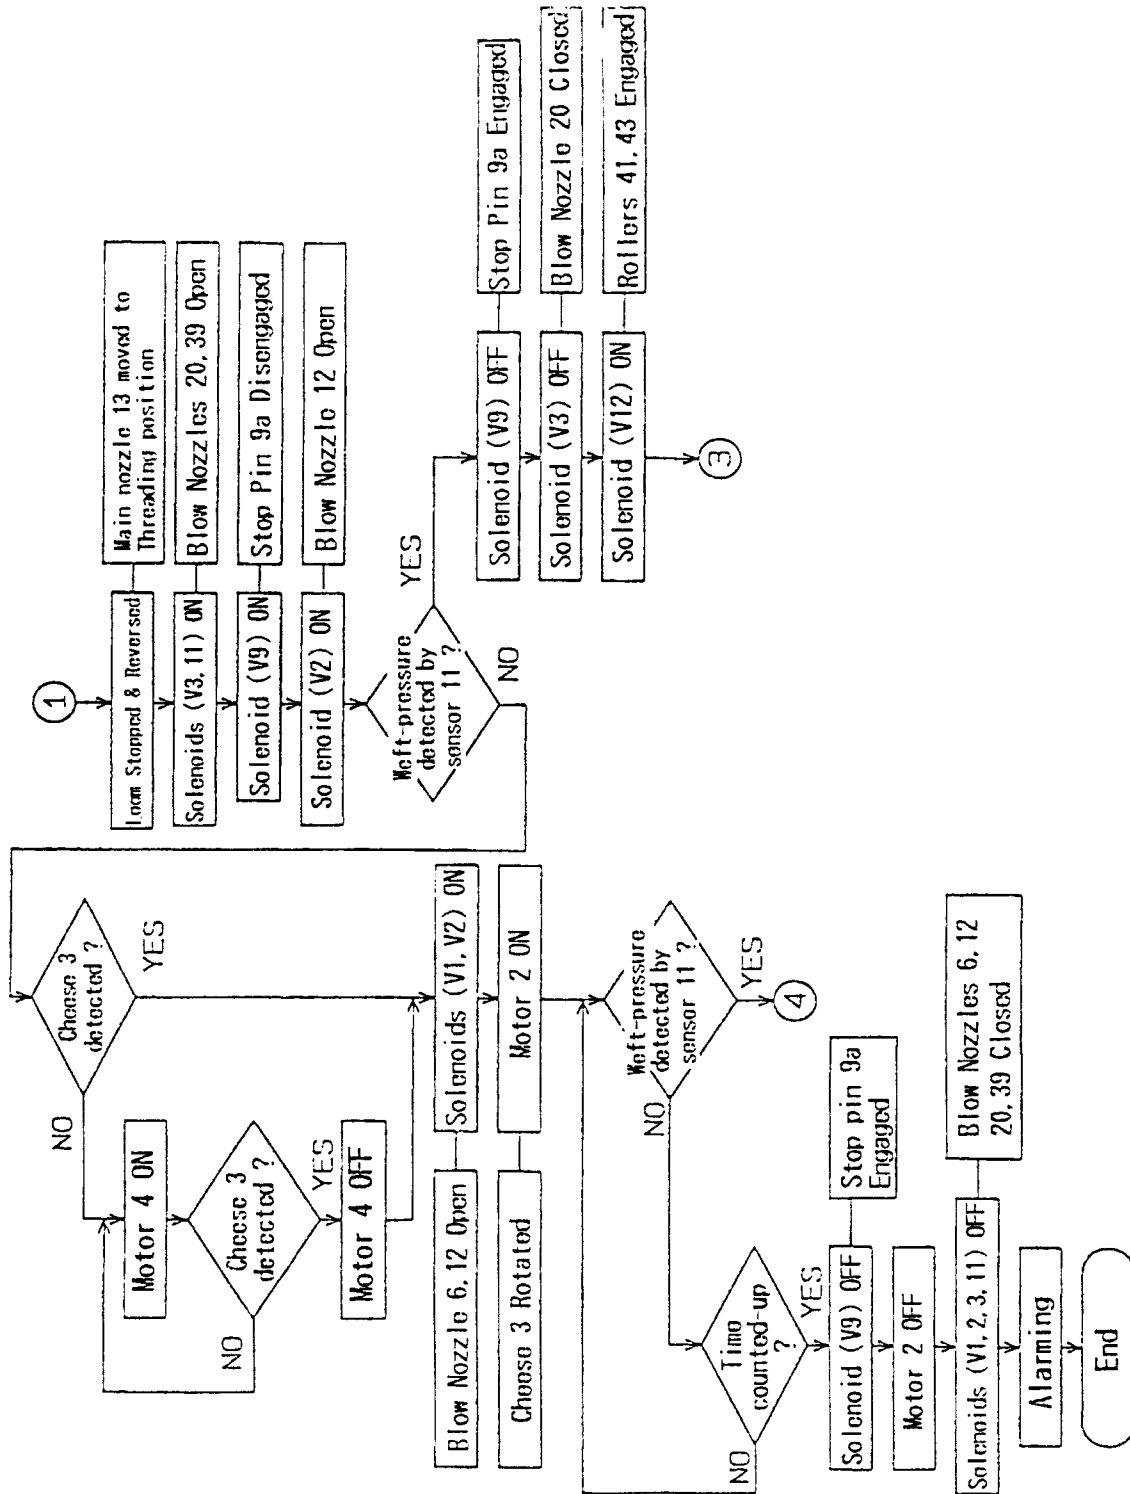 1
Loom Stopped & Reversed
Main nozzle 13 moved to
Threading position
Solenoids (V3, 11) ON
Blow Nozzles 20, 39 Open
Solenoid (V9) ON
Stop Pin 9a Disengaged
Solenoid (V2) ON
Blow Nozzle 12 Open
Weft-pressure
detected by
sensor 11 ?
YES
NO
Solenoid (V9) OFF
Stop Pin 9a Engaged
Solenoid (V3) OFF
Blow Nozzle 20 Closed
Solenoid (V12) ON
Rollers 41, 43 Engaged
3
Cheese 3
detected ?
YES
NO
Motor 4 ON
Cheese 3
detected ?
NO
YES
Motor 4 OFF
Solenoids (V1, V2) ON
Blow Nozzle 6, 12 Open
Motor 2 ON
Cheese 3 Rotated
Weft-pressure
detected by
sensor 11 ?
YES
4
NO
Time
counted-up
?
NO
YES
Solenoid (V9) OFF
Stop pin 9a
Engaged
Motor 2 OFF
Solenoids (V1, 2, 3, 11) OFF
Blow Nozzles 6, 12
20, 39 Closed
Alarming
End